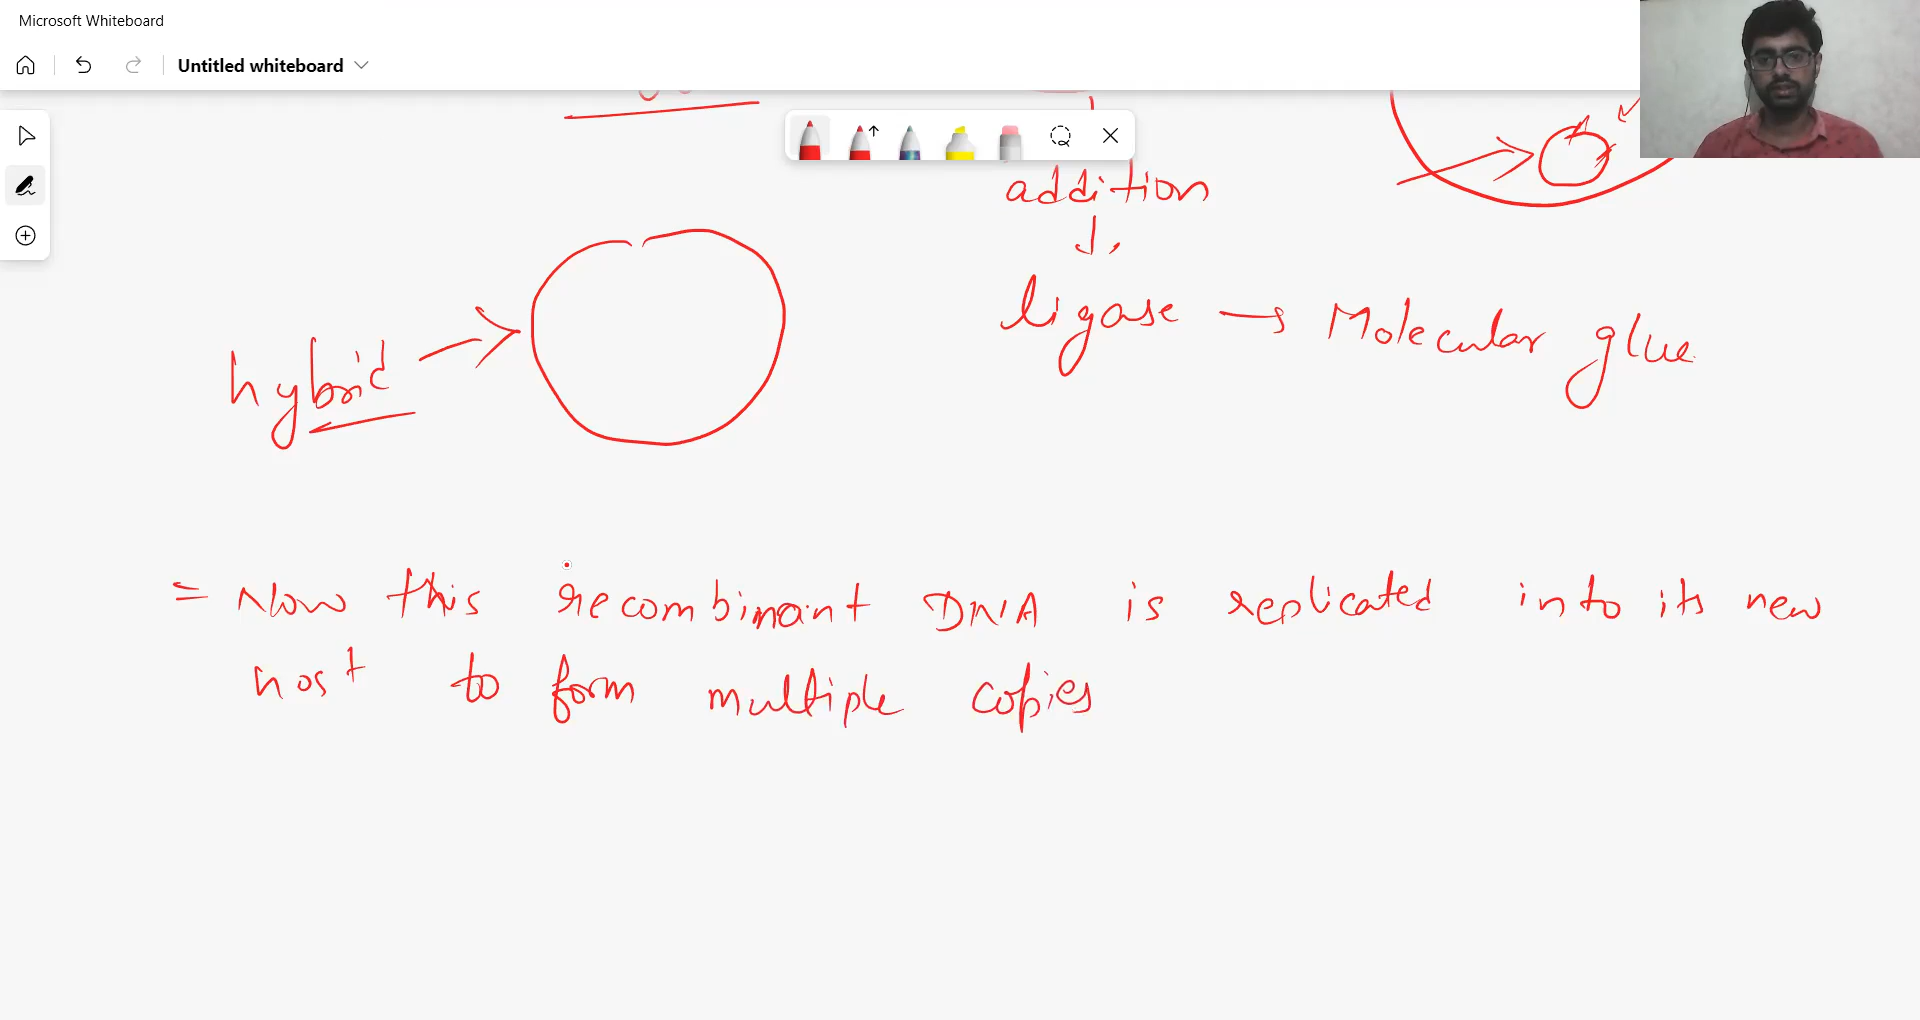 Microsoft Whiteboard
Untitled whiteboard
addition
ligase → Molecular glue
hybrid
= Now this recombinant DNA is replicated into its new
host to form multiple copies